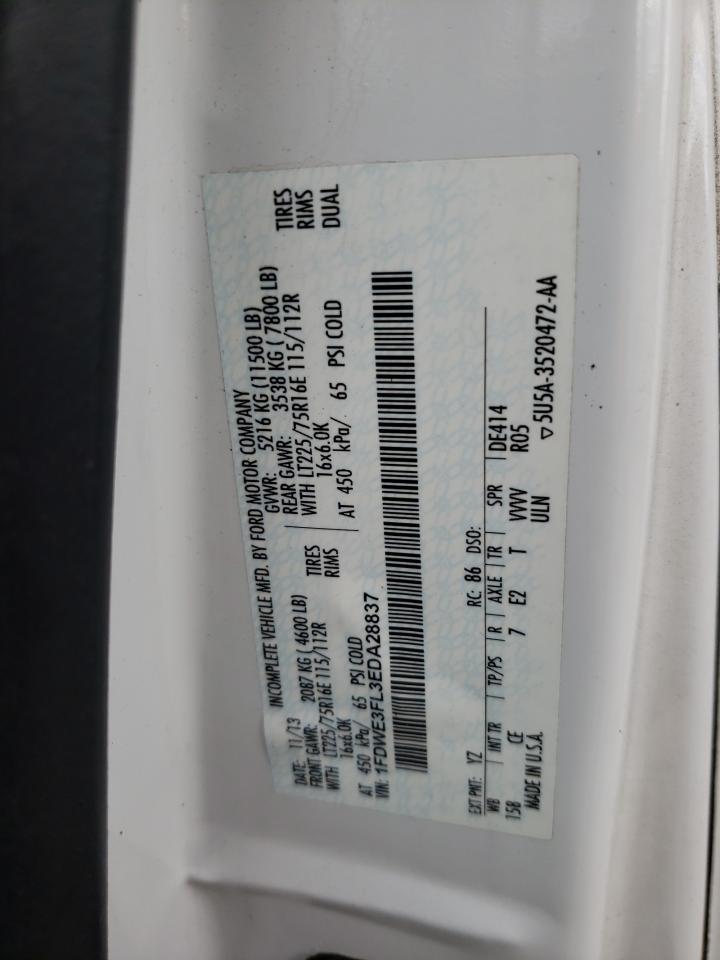 INCOMPLETE VEHICLE MFD. BY FORD MOTOR COMPANY
DATE: 11/13 GVWR: 5216 KG (11500 LB)
FRONT GAWR: 2087 KG ( 4600 LB) REAR GAWR: 3538 KG ( 7800 LB)
WITH LT225/75R16E 115/112R TIRES WITH LT225/75R16E 115/112R TIRES
16x6.0K RIMS 16x6.0K RIMS
AT 450 kPa/ 65 PSI COLD AT 450 kPa/ 65 PSI COLD DUAL
VIN: 1FDWE3FL3EDA28837
EXT PNT: YZ RC: 86 DSO:
WB INT TR TP/PS R AXLE TR SPR DE414
158 CE 7 E2 T VVVV R05
MADE IN U.S.A. ULN
▽5U5A-3520472-AA